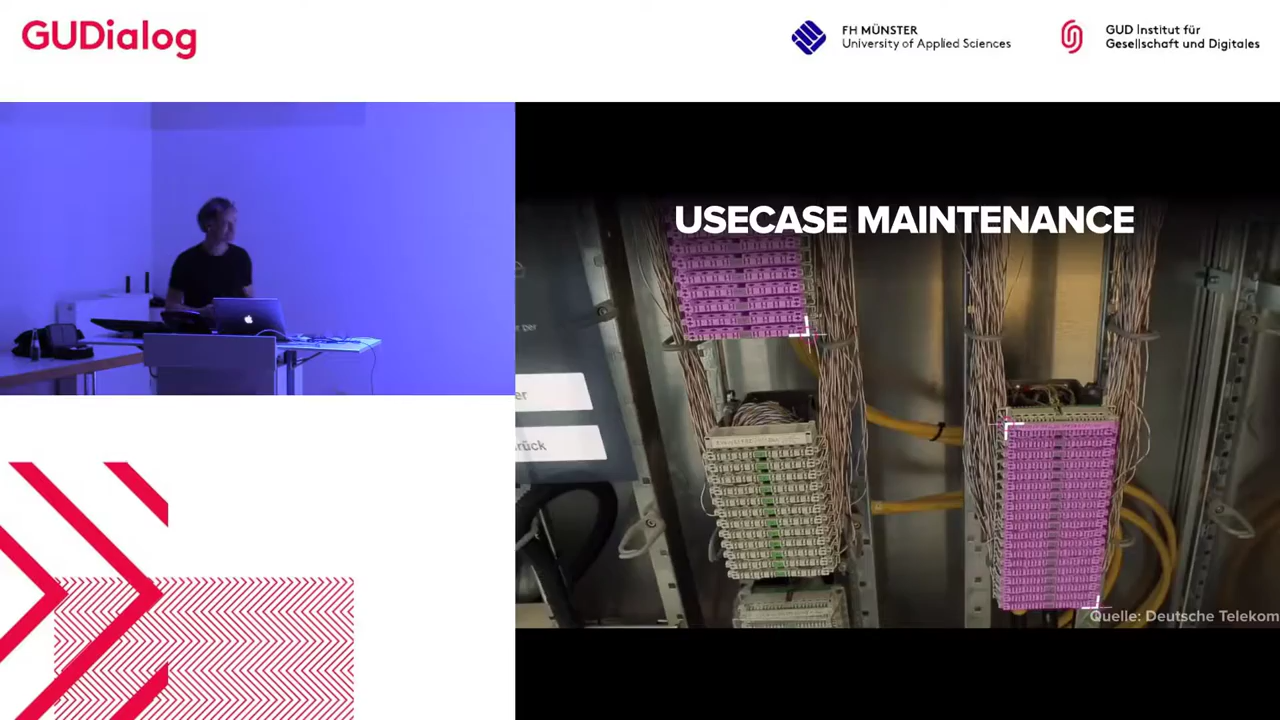 GUDialog
FH MÜNSTER
University of Applied Sciences
GUD Institut für
Gesellschaft und Digitales
USECASE MAINTENANCE
Quelle: Deutsche Telekom